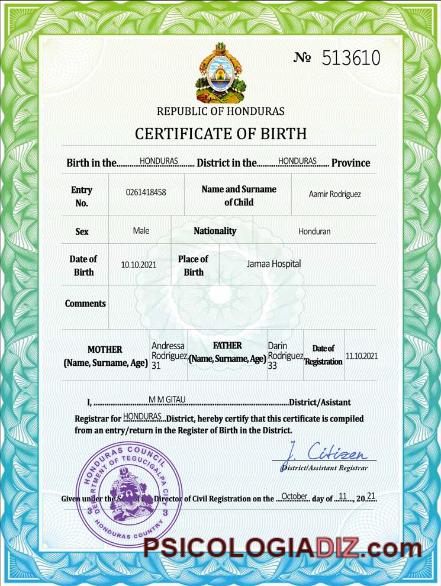 № 513610
REPUBLIC OF HONDURAS
CERTIFICATE OF BIRTH
Birth in the HONDURAS District in the HONDURAS Province
Entry No. 0261418458 Name and Surname of Child Aamir Rodriguez
Sex Male Nationality Honduran
Date of Birth 10.10.2021 Place of Birth Jamaa Hospital
Comments
MOTHER (Name, Surname, Age) Andressa Rodriguez, 31 FATHER (Name, Surname, Age) Darin Rodriguez, 33 Date of Registration 11.10.2021
I, M M GITAU District/Asistant
Registrar for HONDURAS District, hereby certify that this certificate is compiled
from an entry/return in the Register of Birth in the District.
J. Citizen
District/Assistant Registrar
HONDURAS COUNCIL
DEPARTMENT OF TEGUCIGALPA CITY
HONDURAS COUNTRY
Given under the Director of Civil Registration on the October day of 11, 2021
PSICOLOGIADIZ.com